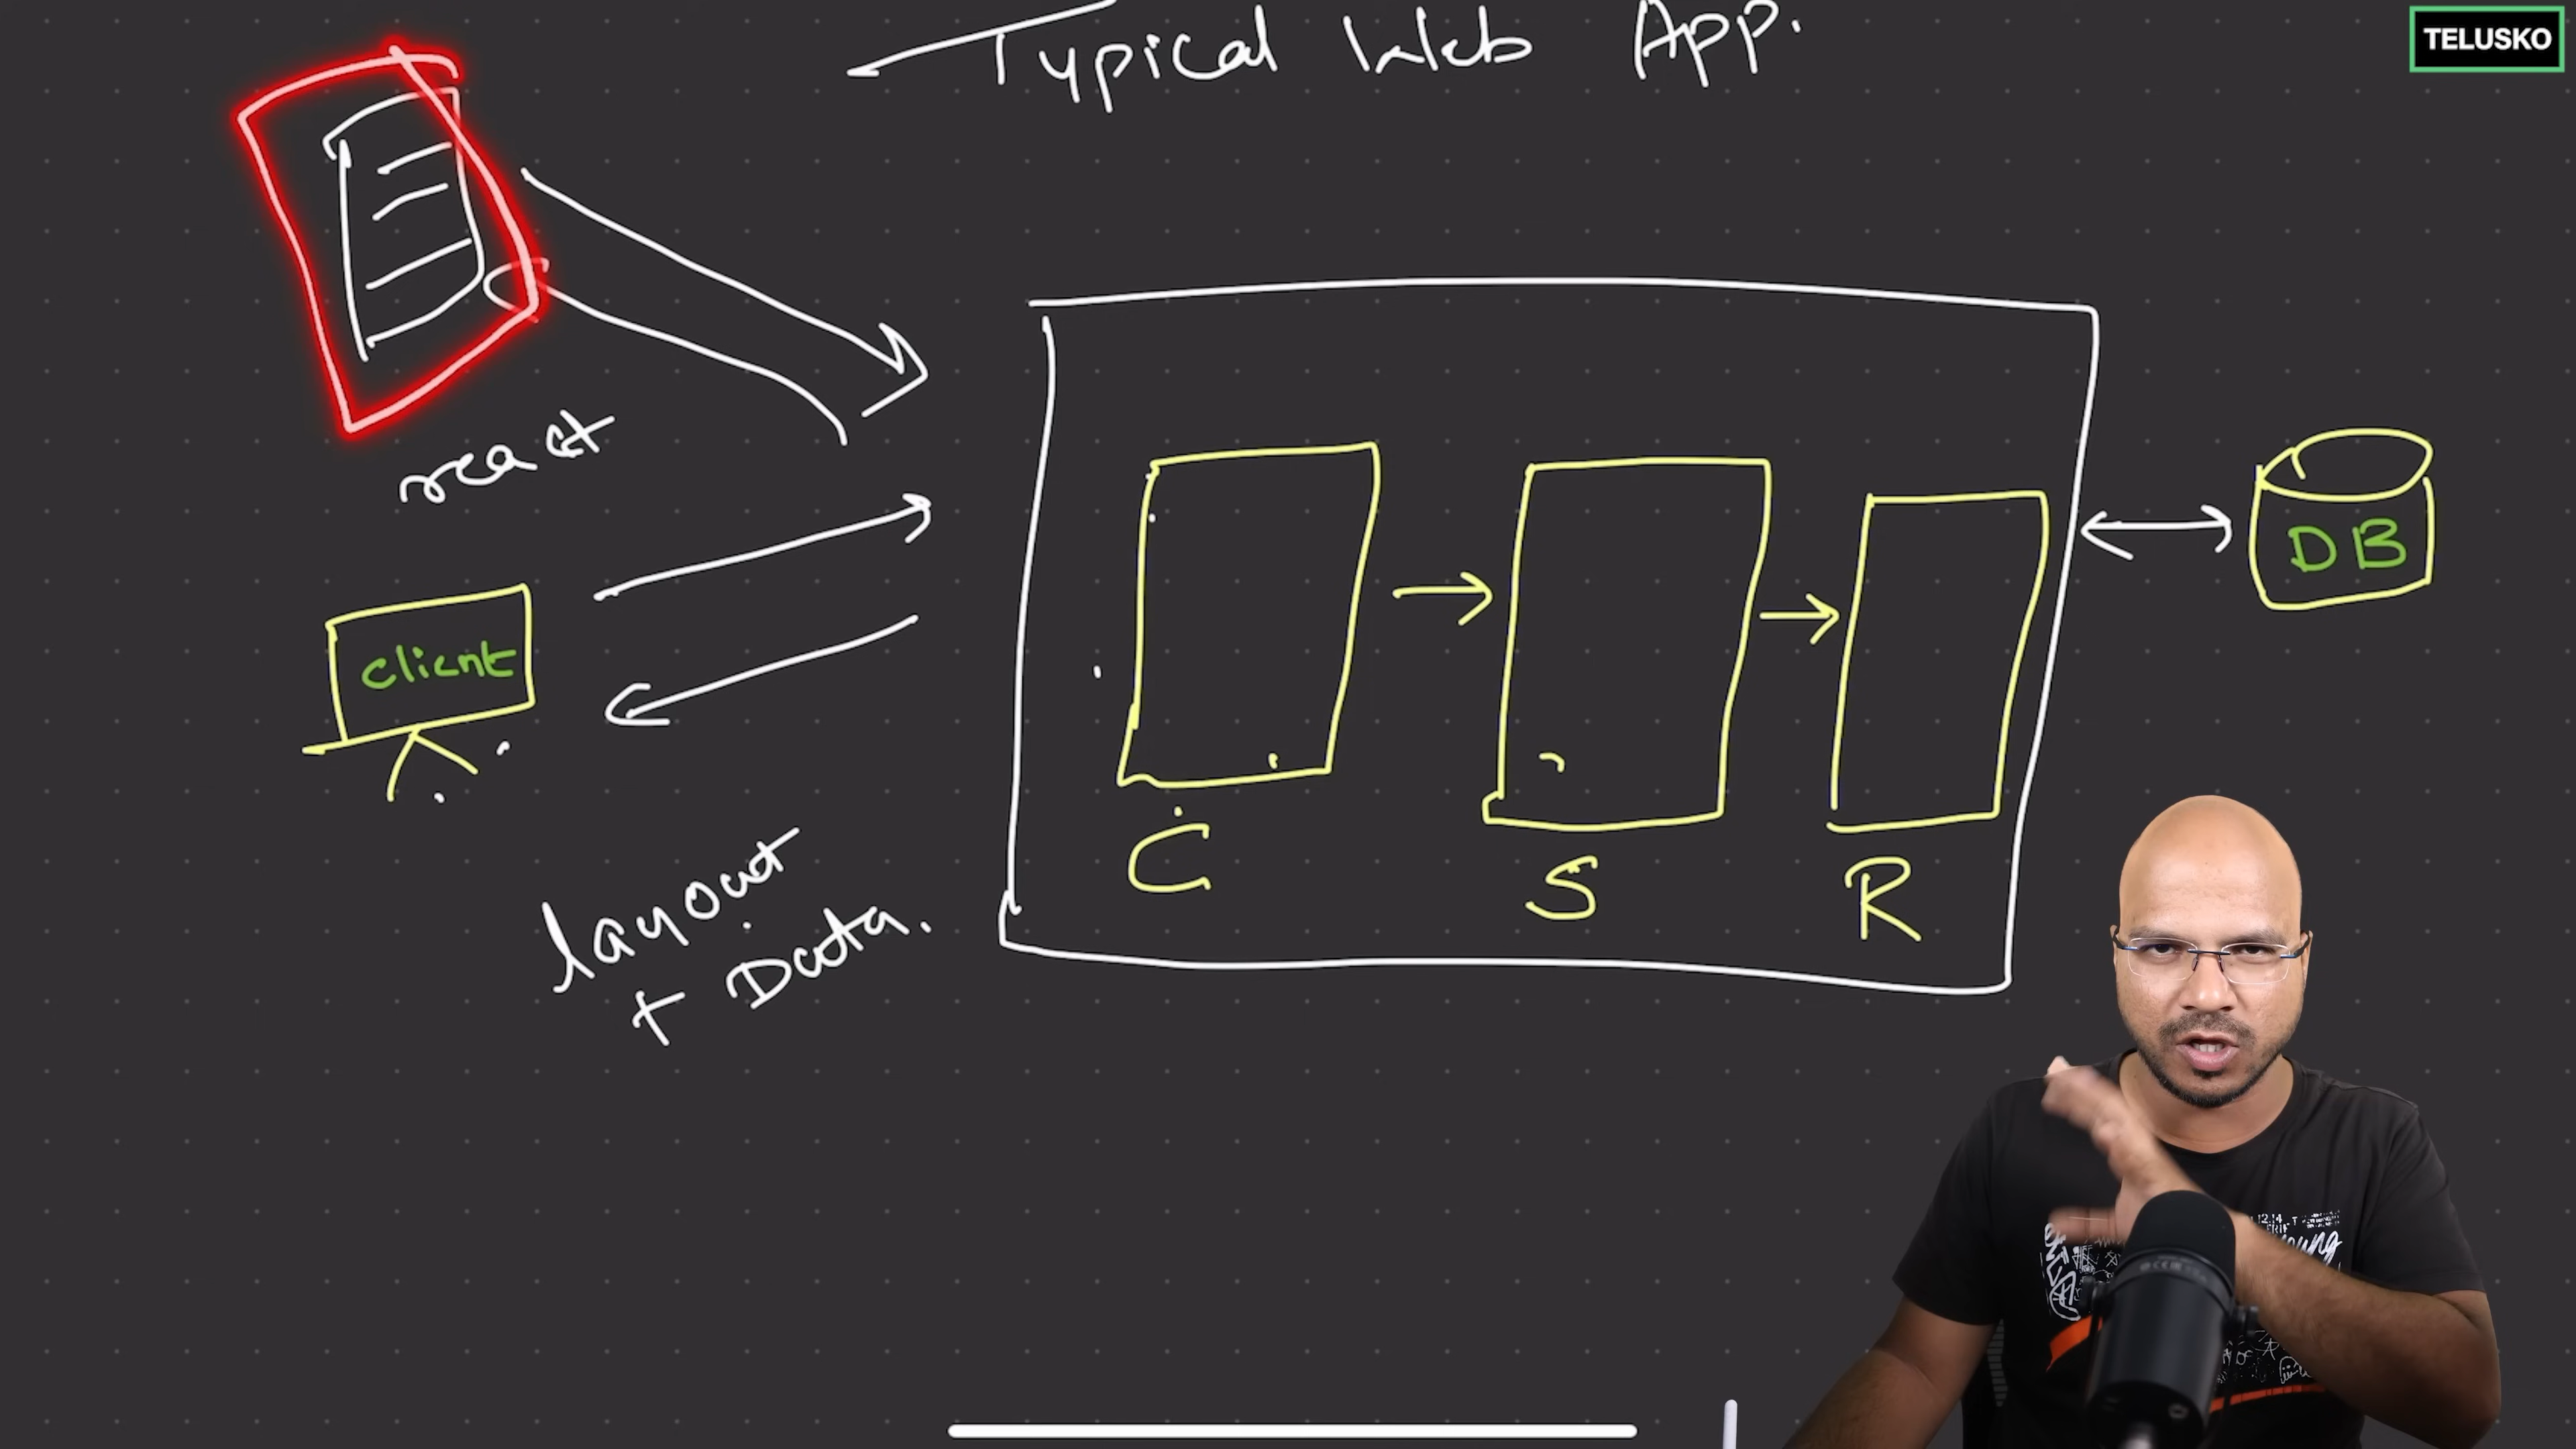 Typical Web App.
TELUSKO
react
client
DB
layout
+ Data.
C
S
R